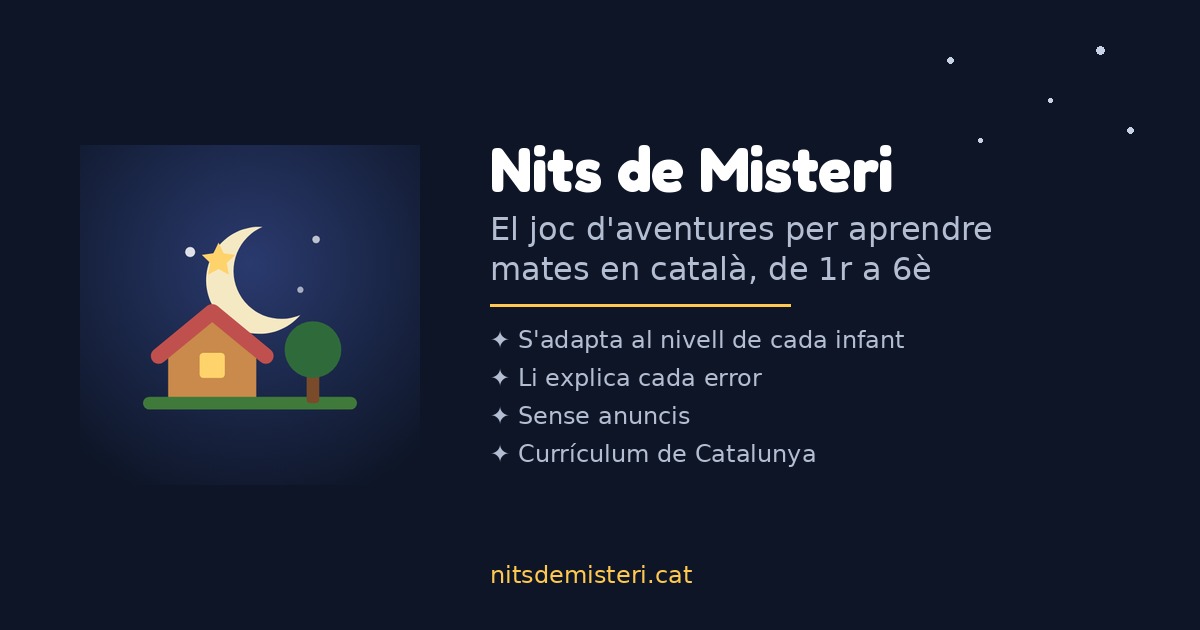 Nits de Misteri
El joc d'aventures per aprendre
mates en català, de 1r a 6è
✦ S'adapta al nivell de cada infant
✦ Li explica cada error
✦ Sense anuncis
✦ Currículum de Catalunya
nitsdemisteri.cat